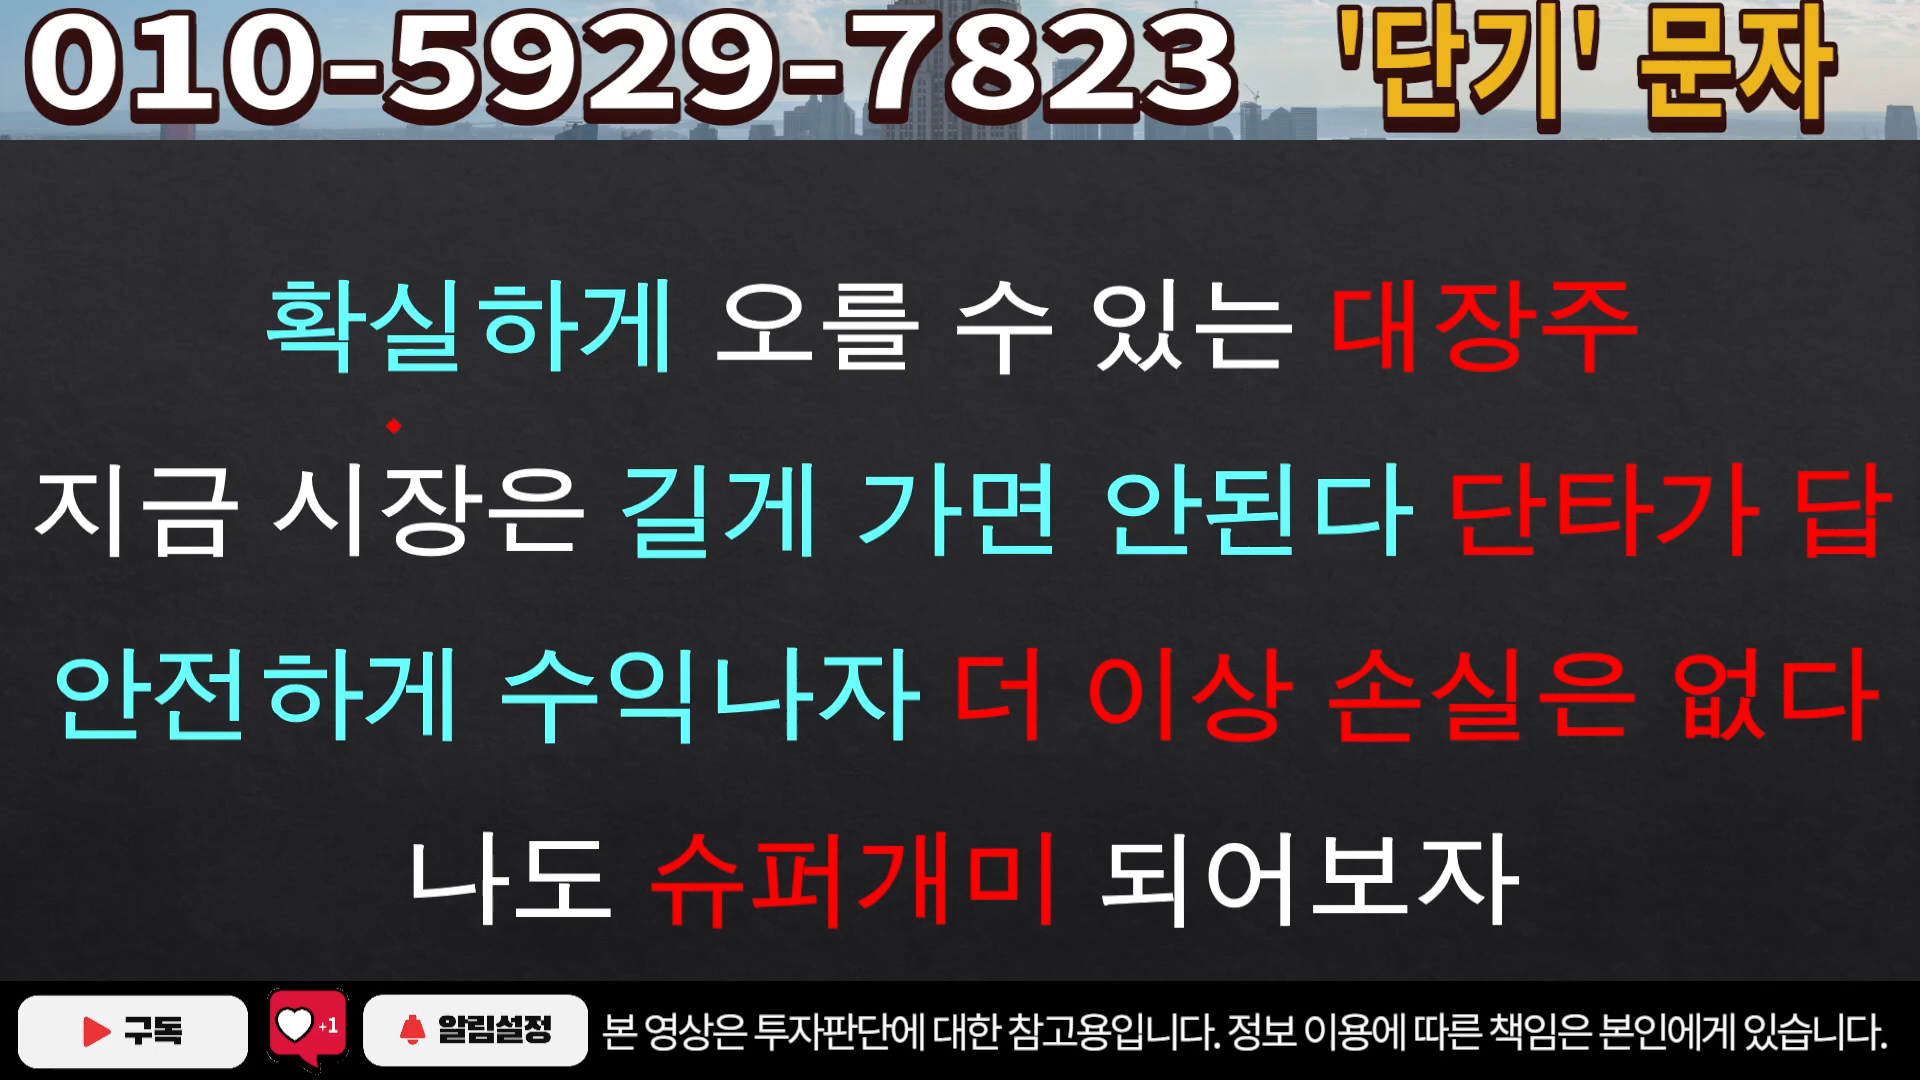 010-5929-7823 '단기' 문자
확실하게 오를 수 있는 대장주
지금 시장은 길게 가면 안된다 단타가 답
안전하게 수익나자 더 이상 손실은 없다
나도 슈퍼개미 되어보자
구독 +1 알림설정 본 영상은 투자판단에 대한 참고용입니다. 정보 이용에 따른 책임은 본인에게 있습니다.